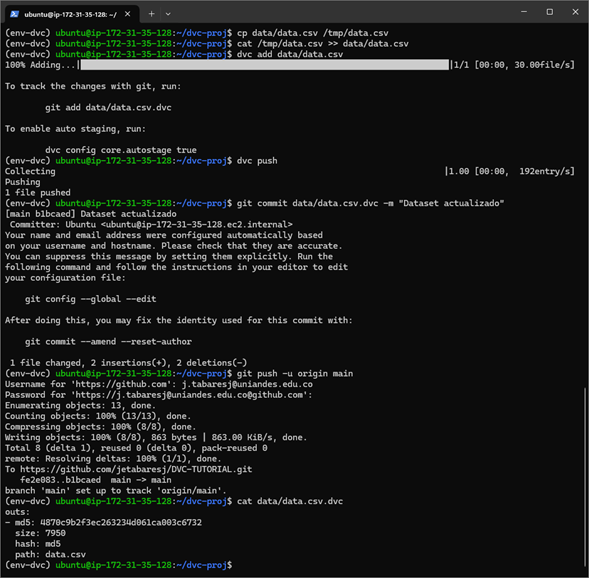 ubuntu@ip-172-31-35-128: ~/
(env-dvc) ubuntu@ip-172-31-35-128:~/dvc-proj$ cp data/data.csv /tmp/data.csv
(env-dvc) ubuntu@ip-172-31-35-128:~/dvc-proj$ cat /tmp/data.csv >> data/data.csv
(env-dvc) ubuntu@ip-172-31-35-128:~/dvc-proj$ dvc add data/data.csv
100% Adding...| |1/1 [00:00, 30.00file/s]
To track the changes with git, run:
git add data/data.csv.dvc
To enable auto staging, run:
dvc config core.autostage true
(env-dvc) ubuntu@ip-172-31-35-128:~/dvc-proj$ dvc push
Collecting |1.00 [00:00, 192entry/s]
Pushing
1 file pushed
(env-dvc) ubuntu@ip-172-31-35-128:~/dvc-proj$ git commit data/data.csv.dvc -m "Dataset actualizado"
[main b1bcaed] Dataset actualizado
Committer: Ubuntu <ubuntu@ip-172-31-35-128.ec2.internal>
Your name and email address were configured automatically based
on your username and hostname. Please check that they are accurate.
You can suppress this message by setting them explicitly. Run the
following command and follow the instructions in your editor to edit
your configuration file:
git config --global --edit
After doing this, you may fix the identity used for this commit with:
git commit --amend --reset-author
1 file changed, 2 insertions(+), 2 deletions(-)
(env-dvc) ubuntu@ip-172-31-35-128:~/dvc-proj$ git push -u origin main
Username for 'https://github.com': j.tabaresj@uniandes.edu.co
Password for 'https://j.tabaresj@uniandes.edu.co@github.com':
Enumerating objects: 13, done.
Counting objects: 100% (13/13), done.
Compressing objects: 100% (8/8), done.
Writing objects: 100% (8/8), 863 bytes | 863.00 KiB/s, done.
Total 8 (delta 1), reused 0 (delta 0), pack-reused 0
remote: Resolving deltas: 100% (1/1), done.
To https://github.com/jetabaresj/DVC-TUTORIAL.git
fe2e083..b1bcaed main -> main
branch 'main' set up to track 'origin/main'.
(env-dvc) ubuntu@ip-172-31-35-128:~/dvc-proj$ cat data/data.csv.dvc
outs:
- md5: 4870c9b2f3ec263234d061ca003c6732
size: 7950
hash: md5
path: data.csv
(env-dvc) ubuntu@ip-172-31-35-128:~/dvc-proj$